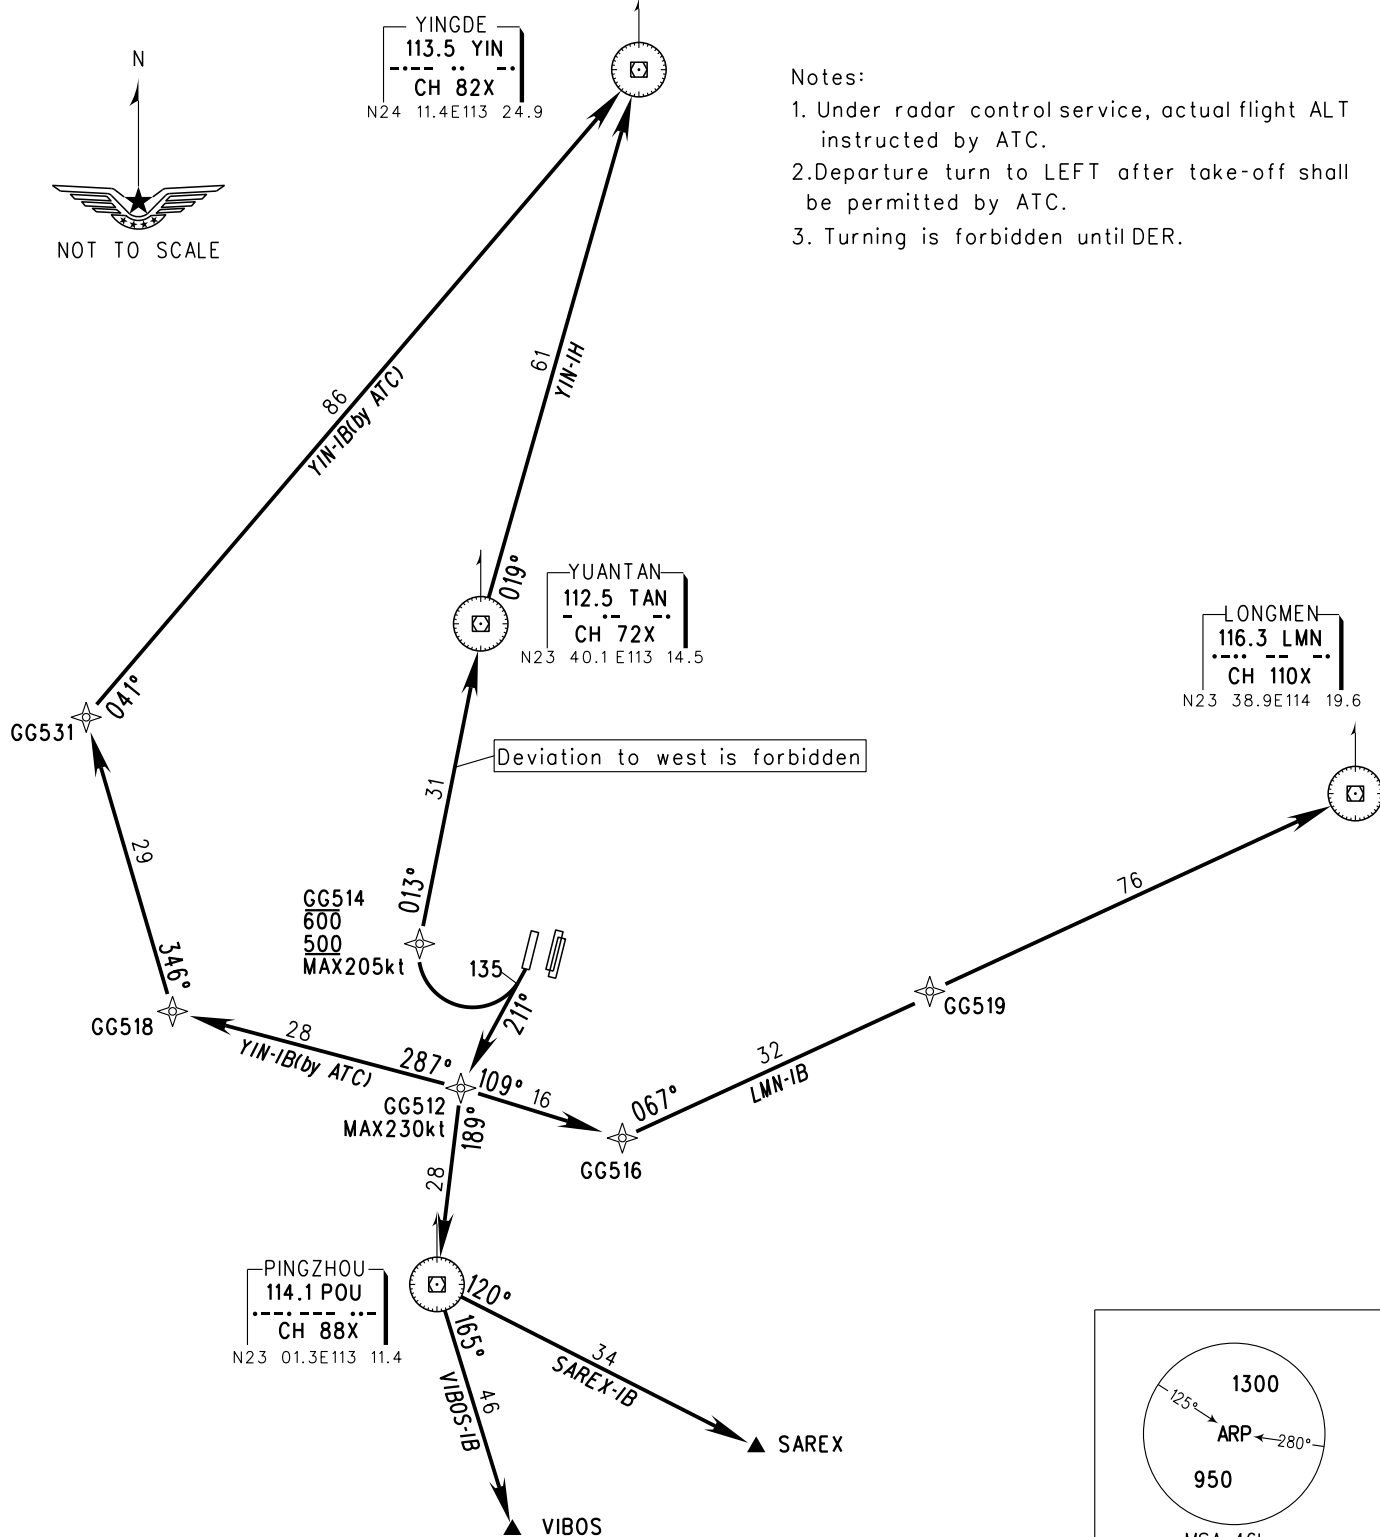 YINGDE
113.5 YIN
CH 82X
N24 11.4E113 24.9
N
NOT TO SCALE
Notes:
1. Under radar control service, actual flight ALT
instructed by ATC.
2.Departure turn to LEFT after take-off shall
be permitted by ATC.
3. Turning is forbidden until DER.
61
YIN-1H
86
YIN-1B(by ATC)
019°
YUANTAN
112.5 TAN
CH 72X
N23 40.1 E113 14.5
LONGMEN
116.3 LMN
CH 110X
N23 38.9E114 19.6
041°
GG531
Deviation to west is forbidden
31
29
76
013°
GG514
600
500
MAX205kt
135
211°
346°
GG518
GG519
28
YIN-1B(by ATC)
287°
109°
16
32
LMN-1B
067°
GG512
MAX230kt
189°
GG516
28
PINGZHOU
114.1 POU
CH 88X
N23 01.3E113 11.4
120°
165°
34
SAREX-1B
46
VIBOS-1B
SAREX
VIBOS
1300
125°
ARP
280°
950